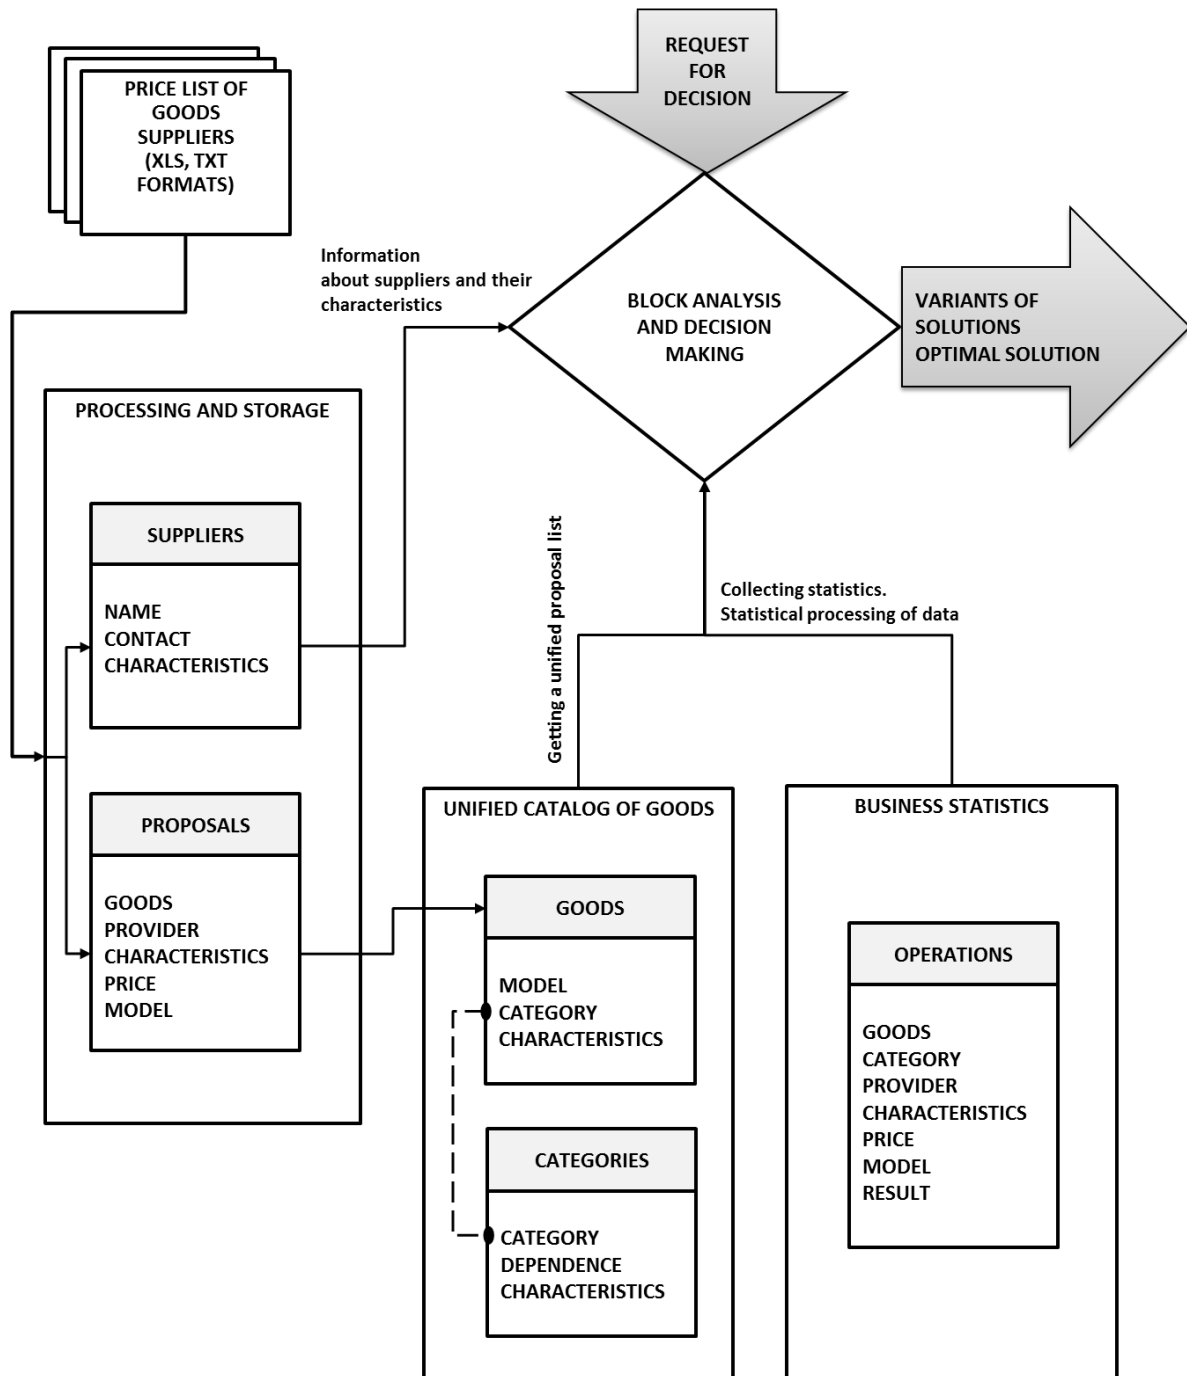 PRICE LIST OF
GOODS
SUPPLIERS
(XLS, TXT
FORMATS)
REQUEST
FOR
DECISION
Information
about suppliers and their
characteristics
BLOCK ANALYSIS
AND DECISION
MAKING
VARIANTS OF
SOLUTIONS
OPTIMAL SOLUTION
PROCESSING AND STORAGE
SUPPLIERS
NAME
CONTACT
CHARACTERISTICS
PROPOSALS
GOODS
PROVIDER
CHARACTERISTICS
PRICE
MODEL
Getting a unified proposal list
Collecting statistics.
Statistical processing of data
UNIFIED CATALOG OF GOODS
GOODS
MODEL
CATEGORY
CHARACTERISTICS
CATEGORIES
CATEGORY
DEPENDENCE
CHARACTERISTICS
BUSINESS STATISTICS
OPERATIONS
GOODS
CATEGORY
PROVIDER
CHARACTERISTICS
PRICE
MODEL
RESULT